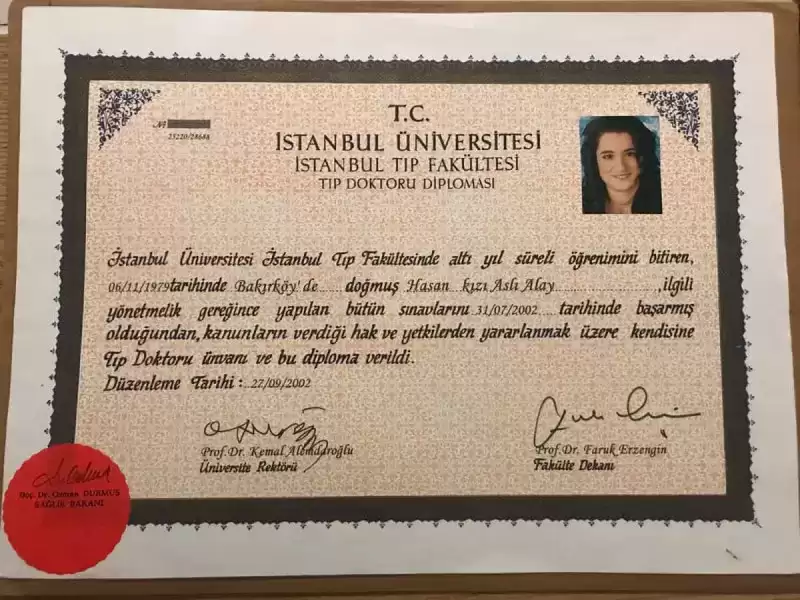 T.C.
İSTANBUL ÜNİVERSİTESİ
İSTANBUL TIP FAKÜLTESİ
TIP DOKTORU DİPLOMASI
Nº
23220/24648
İstanbul Üniversitesi İstanbul Tıp Fakültesinde altı yıl süreli öğrenimini bitiren,
06/11/1979 tarihinde Bakırköy'de ...... doğmuş Hasan kızı Aslı Alay ...................., ilgili
yönetmelik gereğince yapılan bütün sınavlarını 31/07/2002 ..... tarihinde başarmış
olduğundan, kanunların verdiği hak ve yetkilerden yararlanmak üzere kendisine
Tıp Doktoru ünvanı ve bu diploma verildi.
Düzenleme Tarihi : ..27/09/2002
Prof. Dr. Kemal Alemdaroğlu
Üniversite Rektörü
Prof. Dr. Faruk Erzengin
Fakülte Dekanı
Doç. Dr. Osman DURMUŞ
SAĞLIK BAKANI